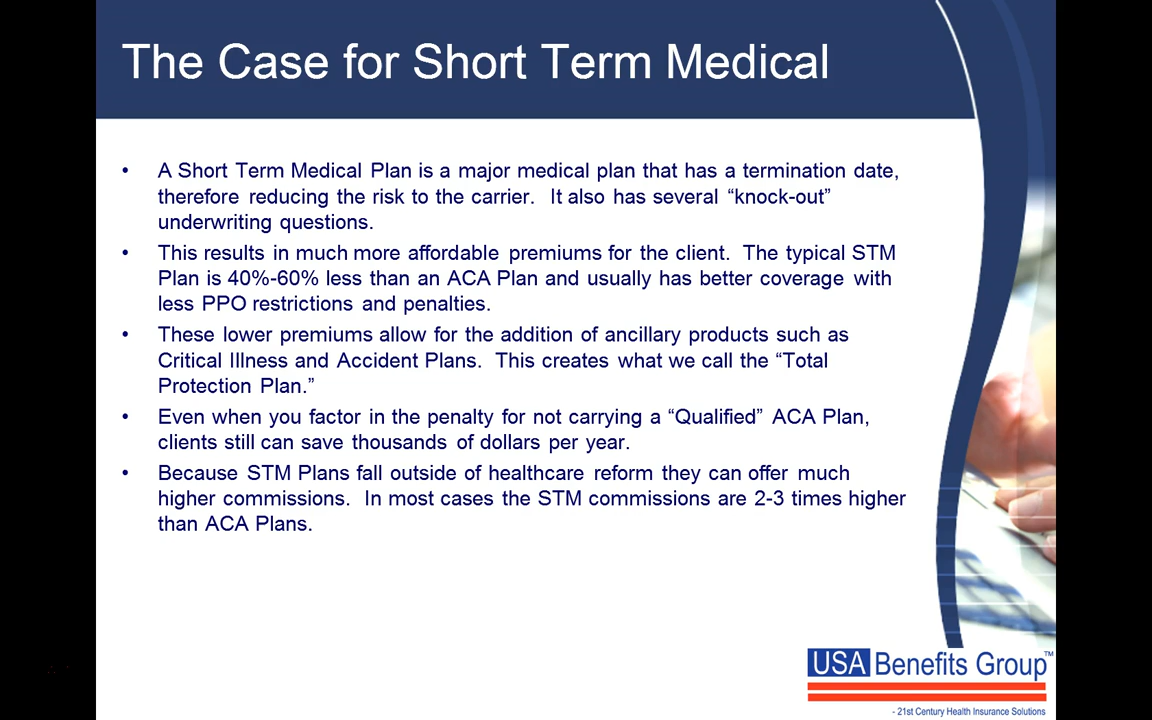 The Case for Short Term Medical
• A Short Term Medical Plan is a major medical plan that has a termination date,
therefore reducing the risk to the carrier. It also has several “knock-out”
underwriting questions.
• This results in much more affordable premiums for the client. The typical STM
Plan is 40%-60% less than an ACA Plan and usually has better coverage with
less PPO restrictions and penalties.
• These lower premiums allow for the addition of ancillary products such as
Critical Illness and Accident Plans. This creates what we call the “Total
Protection Plan.”
• Even when you factor in the penalty for not carrying a “Qualified” ACA Plan,
clients still can save thousands of dollars per year.
• Because STM Plans fall outside of healthcare reform they can offer much
higher commissions. In most cases the STM commissions are 2-3 times higher
than ACA Plans.
USA Benefits Group™
- 21st Century Health Insurance Solutions